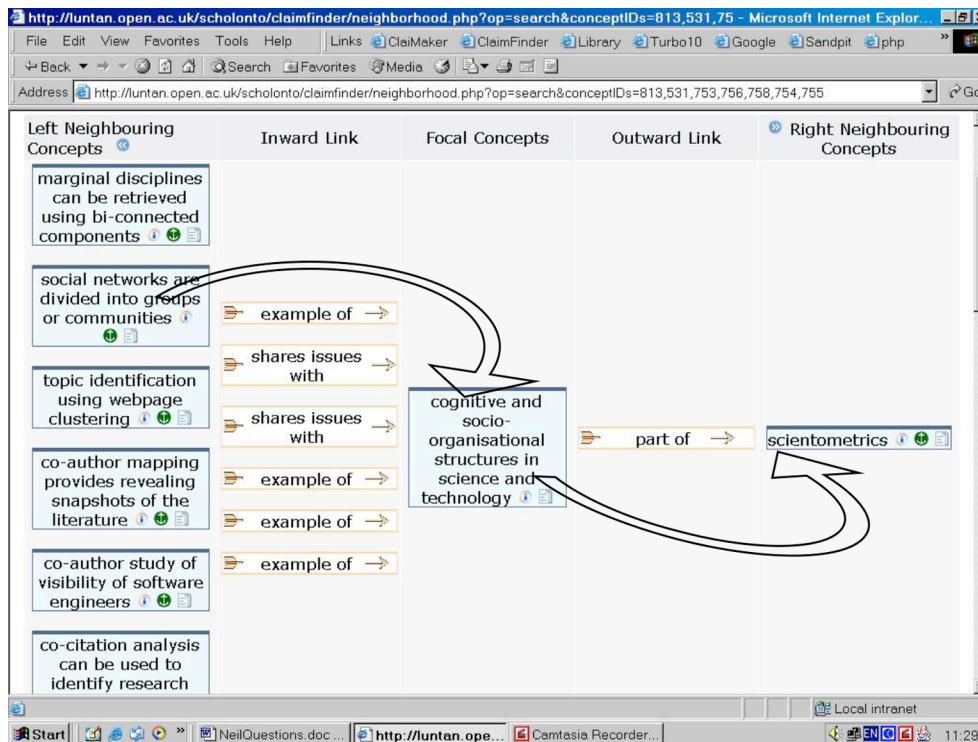 http://luntan.open.ac.uk/scholonto/claimfinder/neighborhood.php?op=search&conceptIDs=813,531,75 - Microsoft Internet Explor...
File Edit View Favorites Tools Help Links ClaiMaker ClaimFinder Library Turbo10 Google Sandpit php »
Back Search Favorites Media
Address http://luntan.open.ac.uk/scholonto/claimfinder/neighborhood.php?op=search&conceptIDs=813,531,753,756,758,754,755 Go
Left Neighbouring
Concepts
Inward Link
Focal Concepts
Outward Link
Right Neighbouring
Concepts
marginal disciplines
can be retrieved
using bi-connected
components
social networks are
divided into groups
or communities
topic identification
using webpage
clustering
co-author mapping
provides revealing
snapshots of the
literature
co-author study of
visibility of software
engineers
co-citation analysis
can be used to
identify research
example of
shares issues
with
shares issues
with
example of
example of
example of
cognitive and
socio-
organisational
structures in
science and
technology
part of
scientometrics
Local intranet
Start » NeilQuestions.doc ... http://luntan.ope... Camtasia Recorder... EN 11:29